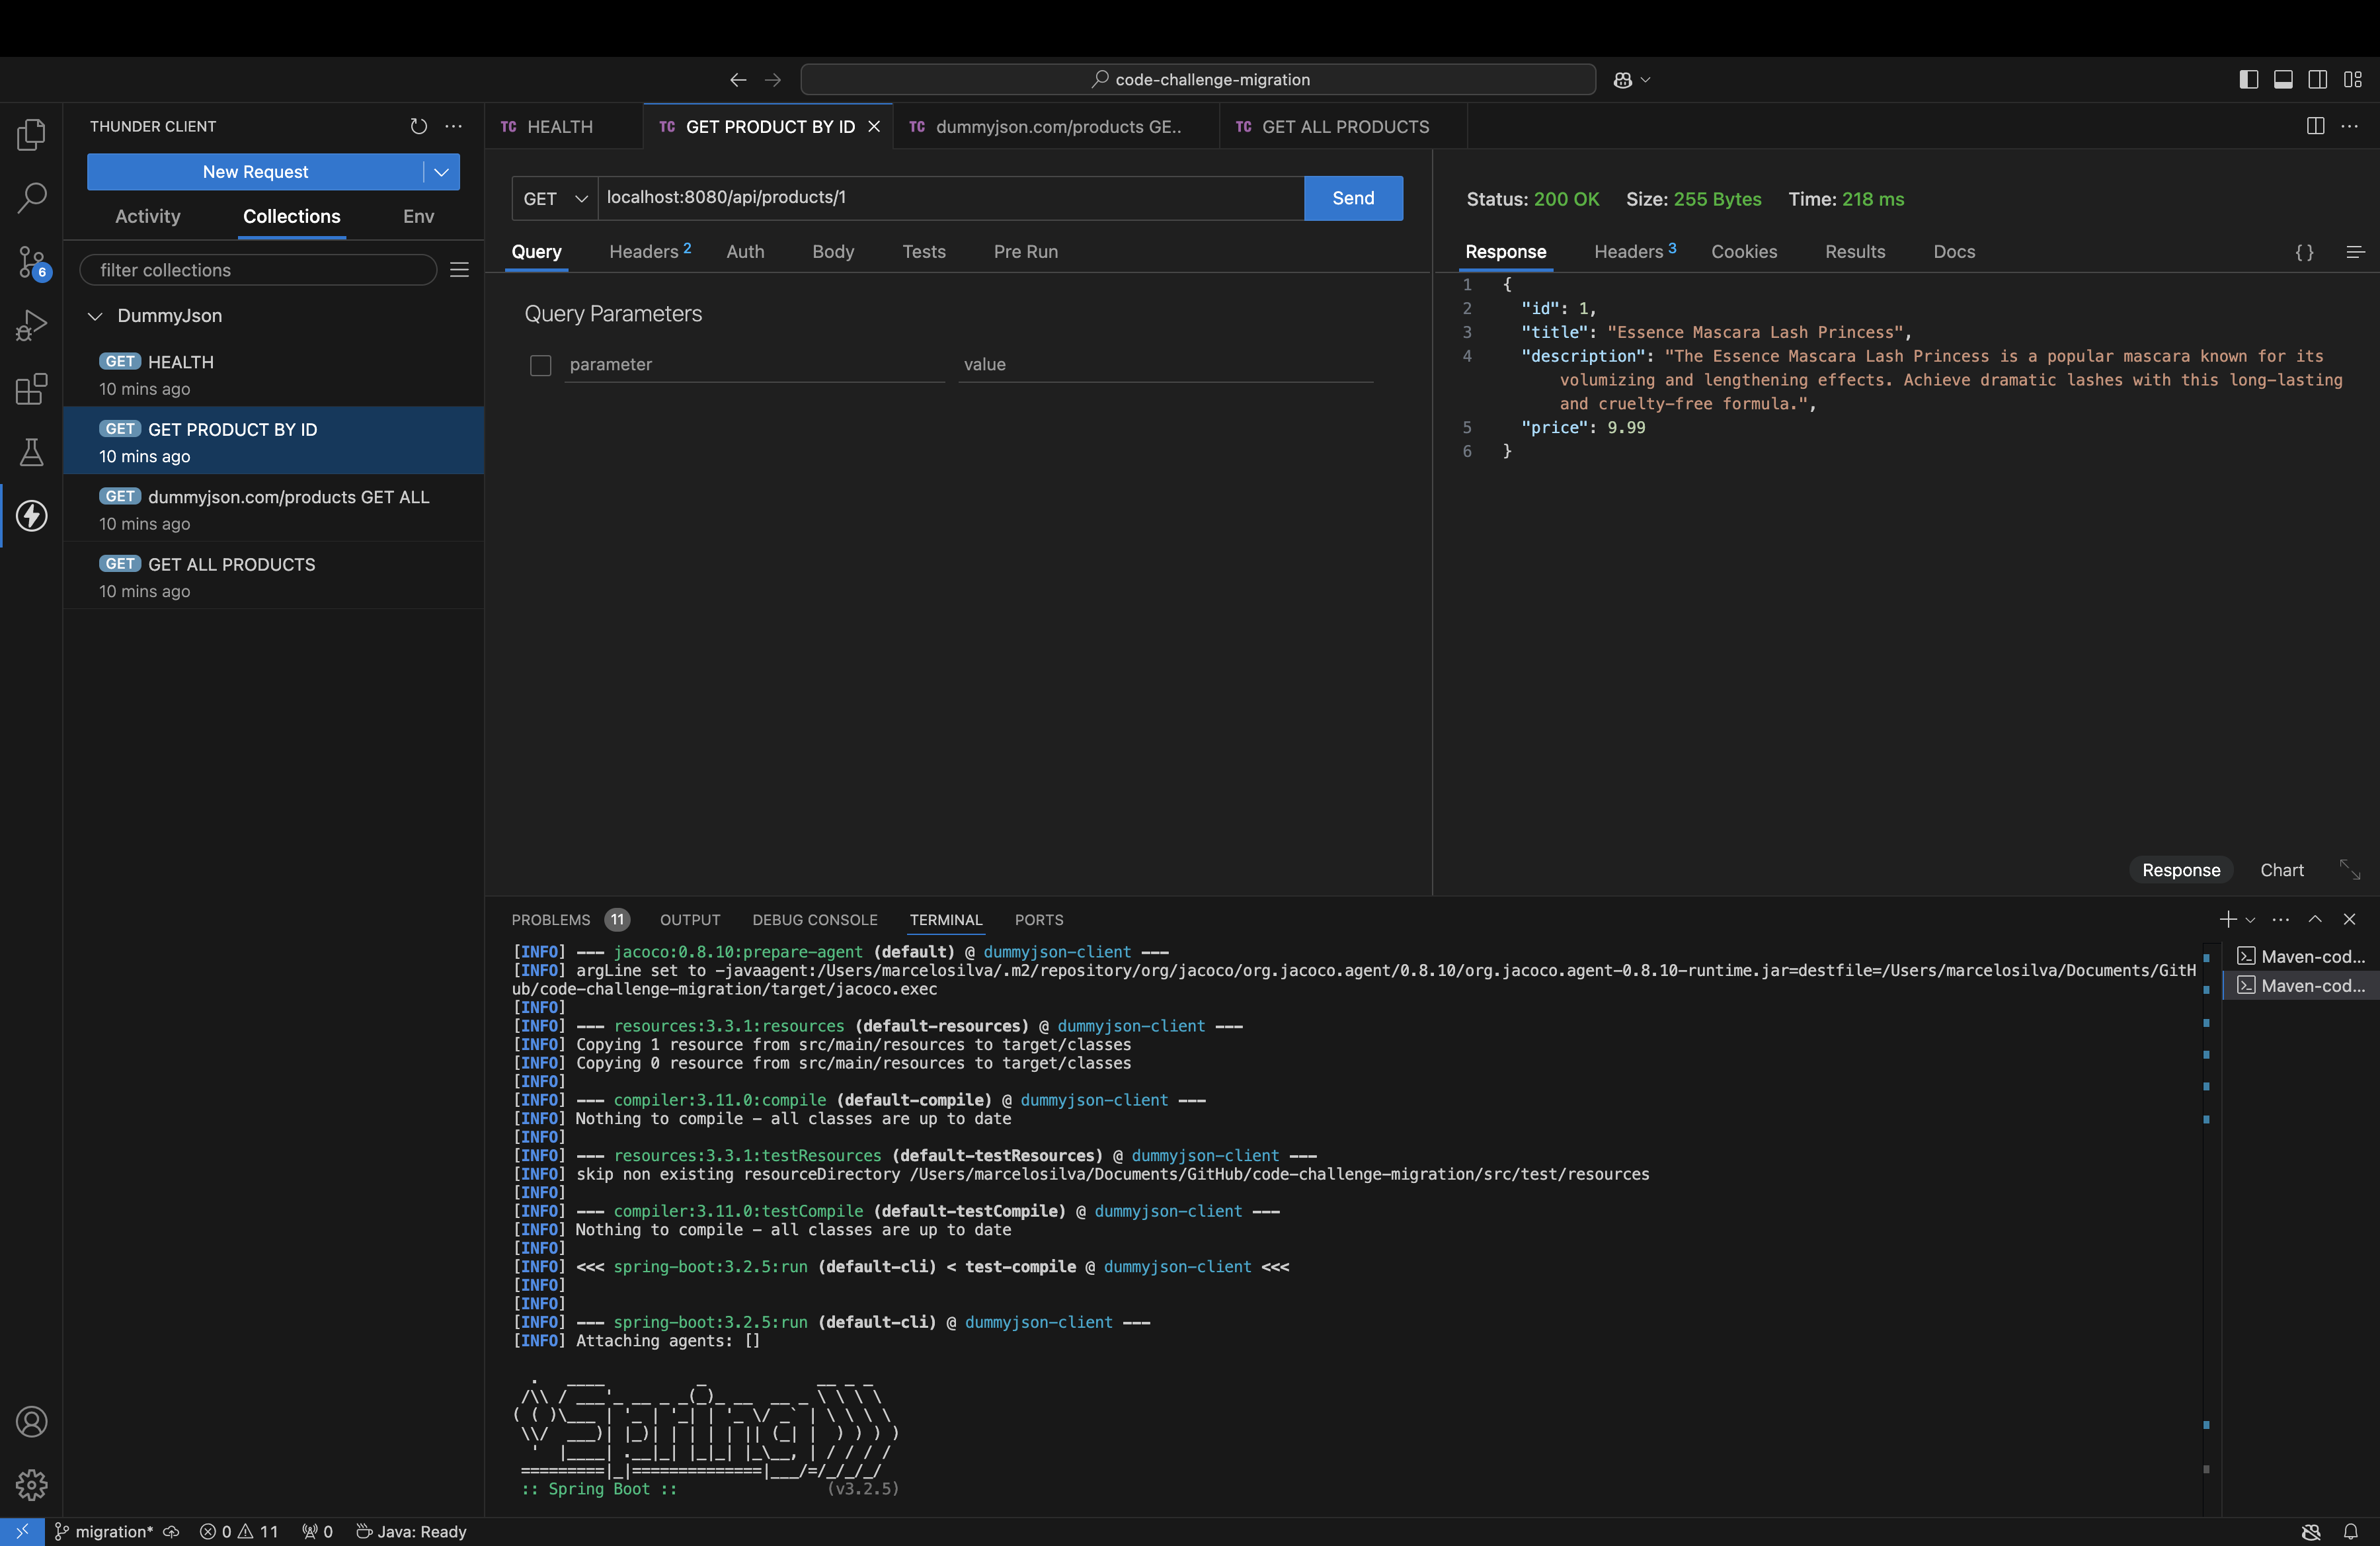 code-challenge-migration
THUNDER CLIENT
New Request
Activity
Collections
Env
filter collections
6
DummyJson
GET HEALTH
10 mins ago
GET GET PRODUCT BY ID
10 mins ago
GET dummyjson.com/products GET ALL
10 mins ago
GET GET ALL PRODUCTS
10 mins ago
TC HEALTH
TC GET PRODUCT BY ID
TC dummyjson.com/products GE..
TC GET ALL PRODUCTS
GET
localhost:8080/api/products/1
Send
Query
Headers 2
Auth
Body
Tests
Pre Run
Query Parameters
parameter
value
Status: 200 OK Size: 255 Bytes Time: 218 ms
Response
Headers 3
Cookies
Results
Docs
{ }
1 {
2 "id": 1,
3 "title": "Essence Mascara Lash Princess",
4 "description": "The Essence Mascara Lash Princess is a popular mascara known for its
volumizing and lengthening effects. Achieve dramatic lashes with this long-lasting
and cruelty-free formula.",
5 "price": 9.99
6 }
Response
Chart
PROBLEMS 11
OUTPUT
DEBUG CONSOLE
TERMINAL
PORTS
[INFO] --- jacoco:0.8.10:prepare-agent (default) @ dummyjson-client ---
[INFO] argLine set to -javaagent:/Users/marcelosilva/.m2/repository/org/jacoco/org.jacoco.agent/0.8.10/org.jacoco.agent-0.8.10-runtime.jar=destfile=/Users/marcelosilva/Documents/GitH
ub/code-challenge-migration/target/jacoco.exec
[INFO]
[INFO] --- resources:3.3.1:resources (default-resources) @ dummyjson-client ---
[INFO] Copying 1 resource from src/main/resources to target/classes
[INFO] Copying 0 resource from src/main/resources to target/classes
[INFO]
[INFO] --- compiler:3.11.0:compile (default-compile) @ dummyjson-client ---
[INFO] Nothing to compile - all classes are up to date
[INFO]
[INFO] --- resources:3.3.1:testResources (default-testResources) @ dummyjson-client ---
[INFO] skip non existing resourceDirectory /Users/marcelosilva/Documents/GitHub/code-challenge-migration/src/test/resources
[INFO]
[INFO] --- compiler:3.11.0:testCompile (default-testCompile) @ dummyjson-client ---
[INFO] Nothing to compile - all classes are up to date
[INFO]
[INFO] <<< spring-boot:3.2.5:run (default-cli) < test-compile @ dummyjson-client <<<
[INFO]
[INFO]
[INFO] --- spring-boot:3.2.5:run (default-cli) @ dummyjson-client ---
[INFO] Attaching agents: []
  .   ____          _            __ _ _
 /\\ / ___'_ __ _ _(_)_ __  __ _ \ \ \ \
( ( )\___ | '_ | '_| | '_ \/ _` | \ \ \ \
 \\/  ___)| |_)| | | | | || (_| |  ) ) ) )
  '  |____| .__|_| |_|_| |_\__, | / / / /
 =========|_|==============|___/=/_/_/_/
 :: Spring Boot ::                (v3.2.5)
Maven-cod...
Maven-cod...
migration*
0
11
0
Java: Ready